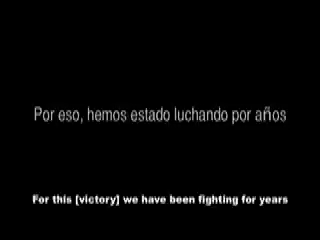 Por eso, hemos estado luchando por años
For this [victory] we have been fighting for years